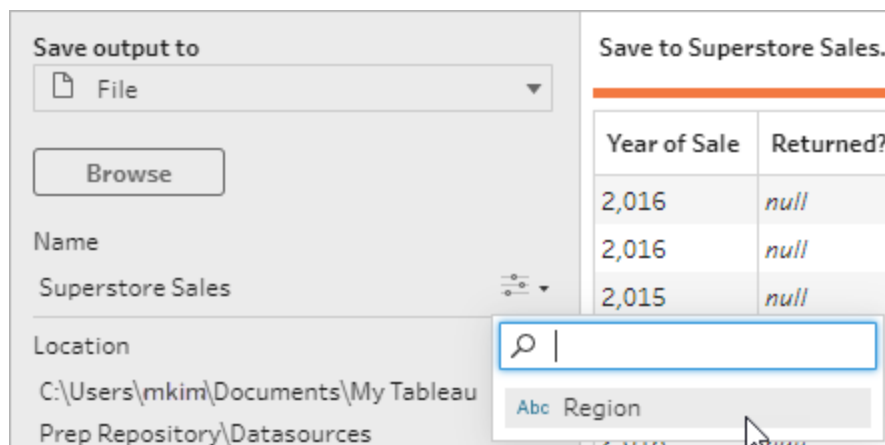 Save output to
File
Browse
Name
Superstore Sales
Location
C:\Users\mkim\Documents\My Tableau
Prep Repository\Datasources
Save to Superstore Sales.
Year of Sale Returned?
2,016 null
2,016 null
2,015 null
Abc Region